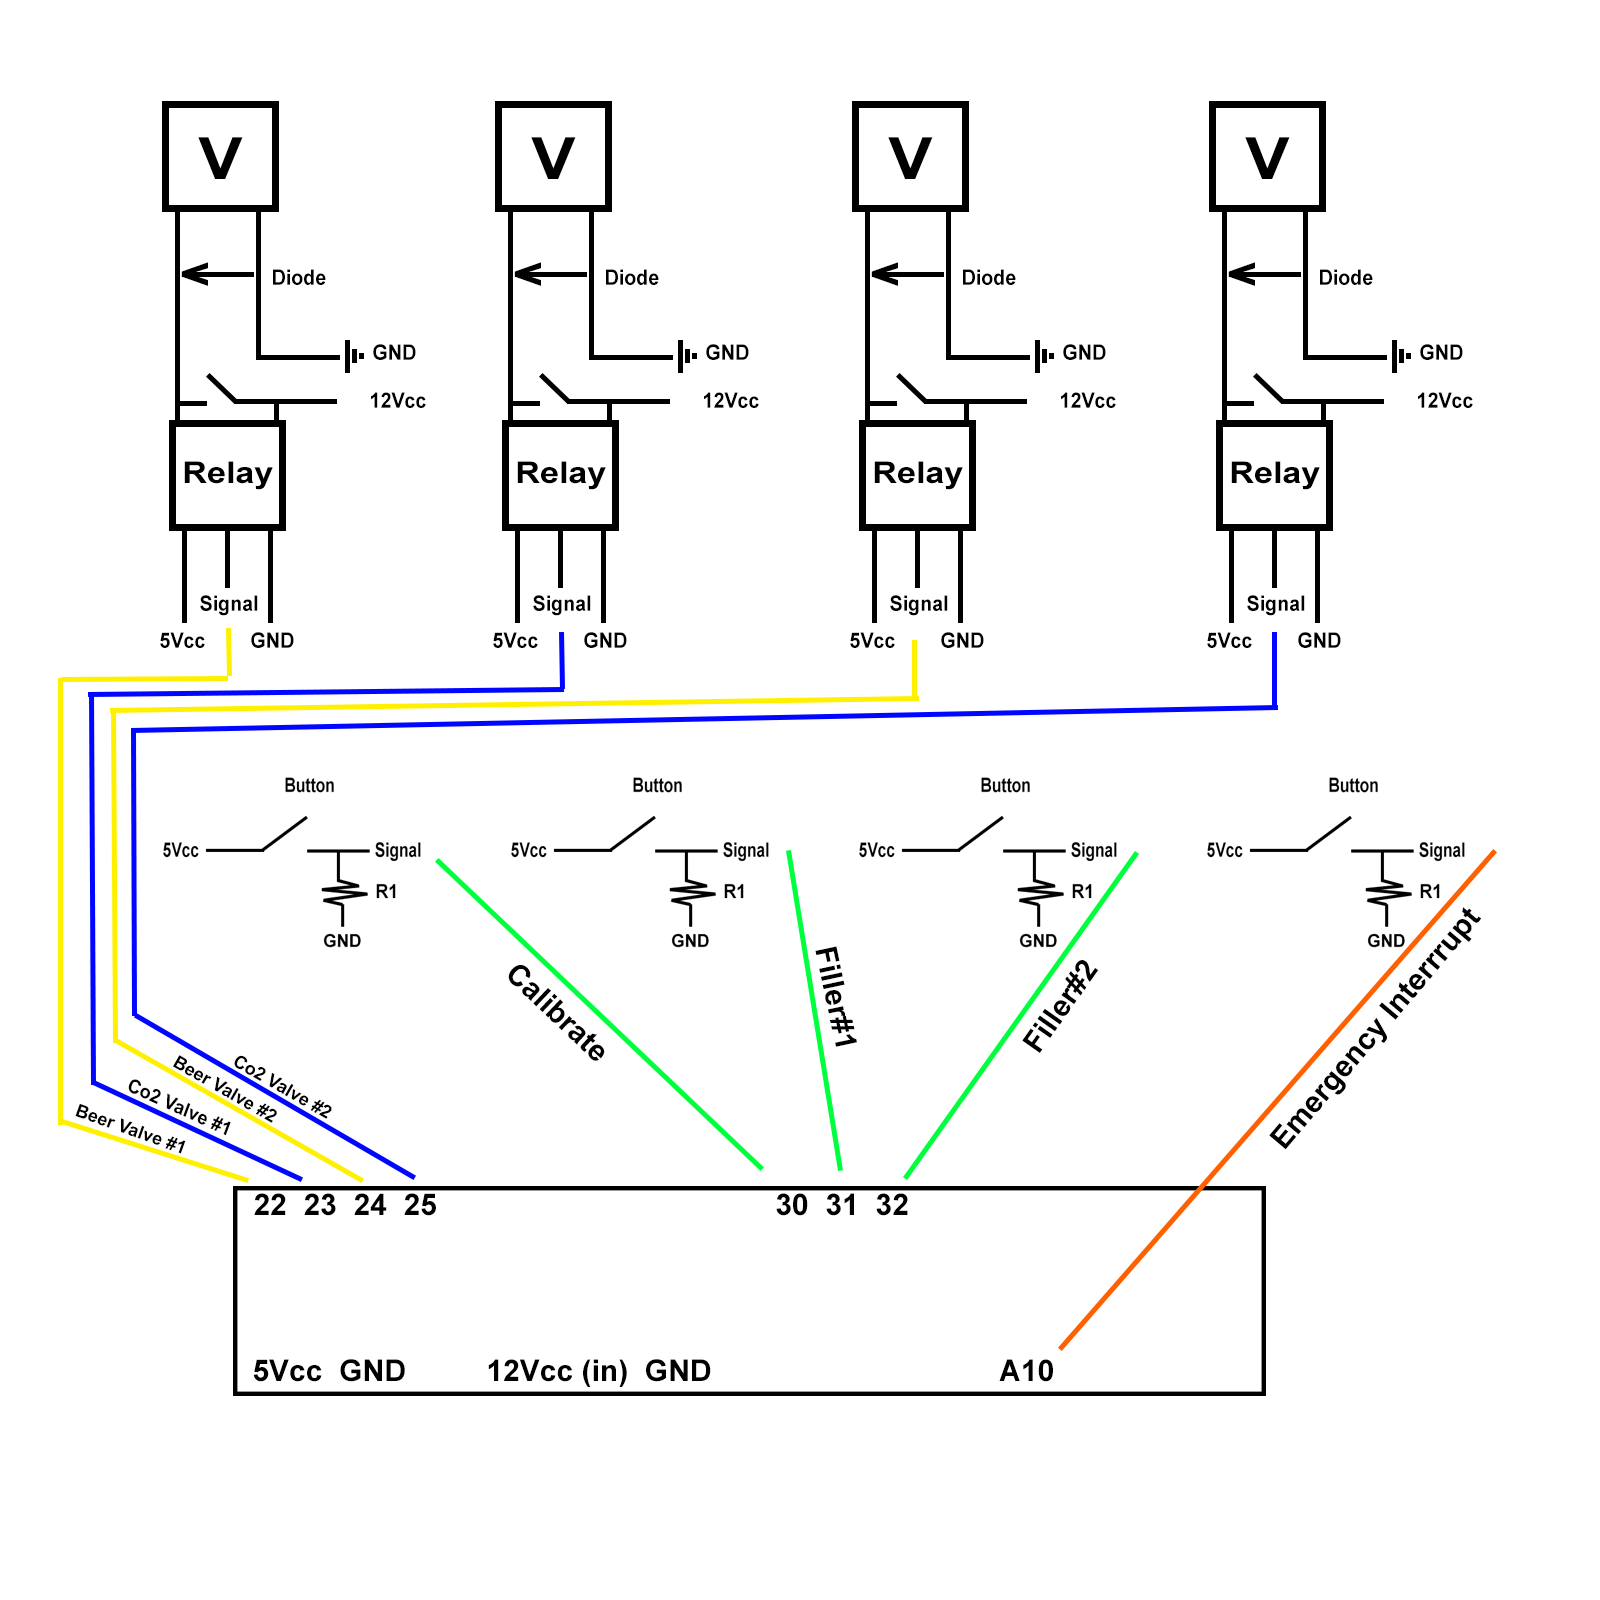 V V V V
Diode Diode Diode Diode
GND GND GND GND
12Vcc 12Vcc 12Vcc 12Vcc
Relay Relay Relay Relay
Signal Signal Signal Signal
5Vcc GND 5Vcc GND 5Vcc GND 5Vcc GND
Button Button Button Button
5Vcc Signal 5Vcc Signal 5Vcc Signal 5Vcc Signal
R1 R1 R1 R1
GND GND GND GND
Calibrate
Filler#1
Filler#2
Emergency Interrrupt
Co2 Valve #2
Beer Valve #2
Co2 Valve #1
Beer Valve #1
22 23 24 25 30 31 32
5Vcc GND 12Vcc (in) GND A10